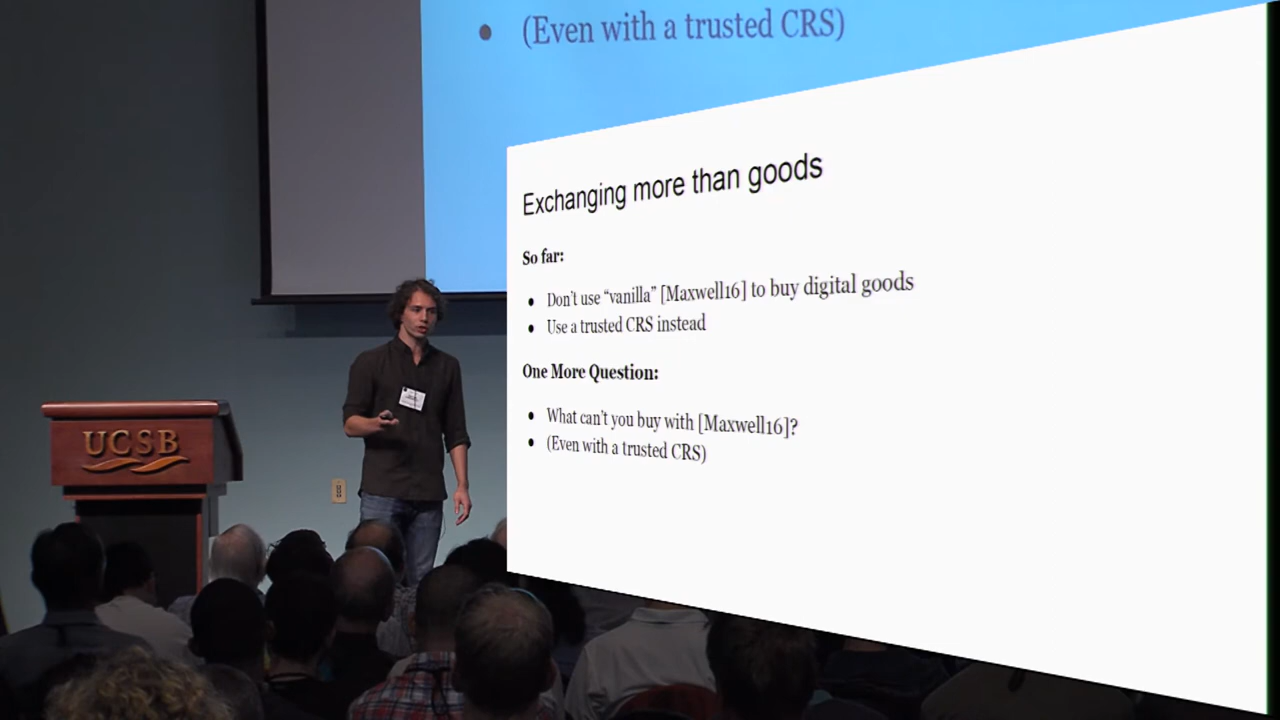 • (Even with a trusted CRS)
Exchanging more than goods
So far:
• Don't use “vanilla” [Maxwell16] to buy digital goods
• Use a trusted CRS instead
One More Question:
• What can't you buy with [Maxwell16]?
• (Even with a trusted CRS)
UCSB